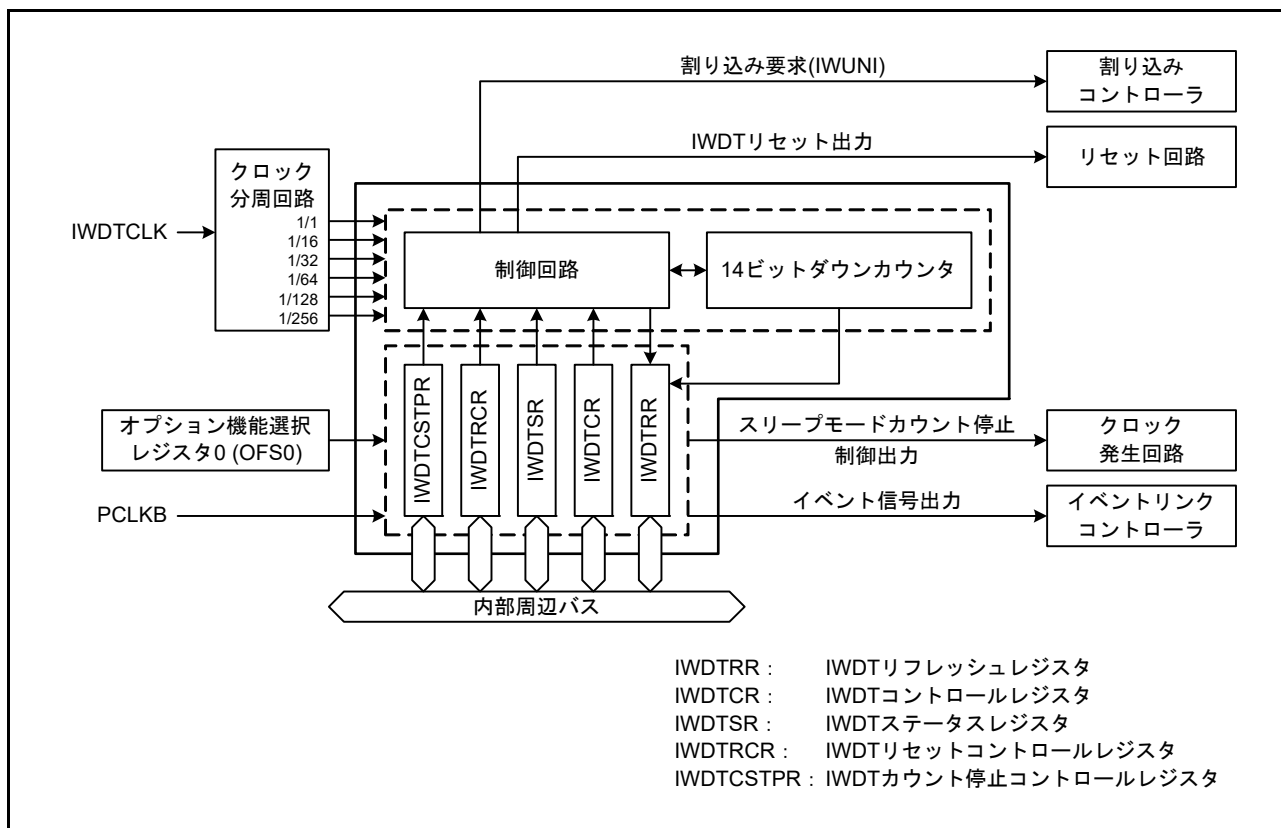 割り込み要求(IWUNI)
割り込み
コントローラ
IWDTリセット出力
リセット回路
クロック
分周回路
1/1
1/16
1/32
1/64
1/128
1/256
IWDTCLK
制御回路
14ビットダウンカウンタ
IWDTCSTPR
IWDTRCR
IWDTSR
IWDTCR
IWDTRR
オプション機能選択
レジスタ0 (OFS0)
PCLKB
スリープモードカウント停止
制御出力
クロック
発生回路
イベント信号出力
イベントリンク
コントローラ
内部周辺バス
IWDTRR : IWDTリフレッシュレジスタ
IWDTCR : IWDTコントロールレジスタ
IWDTSR : IWDTステータスレジスタ
IWDTRCR : IWDTリセットコントロールレジスタ
IWDTCSTPR : IWDTカウント停止コントロールレジスタ